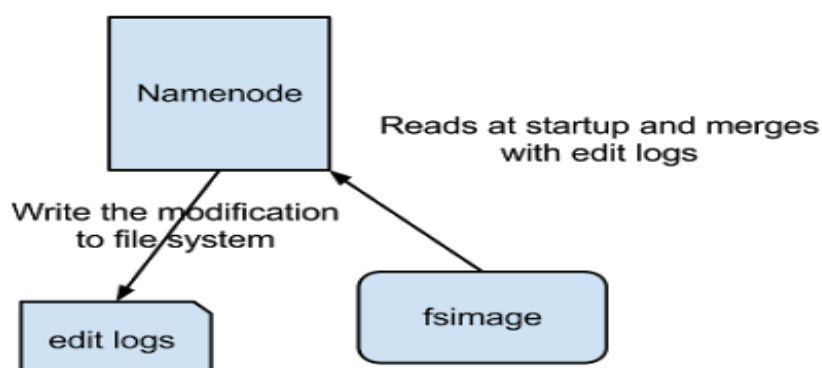 Namenode
Reads at startup and merges
with edit logs
Write the modification
to file system
fsimage
edit logs